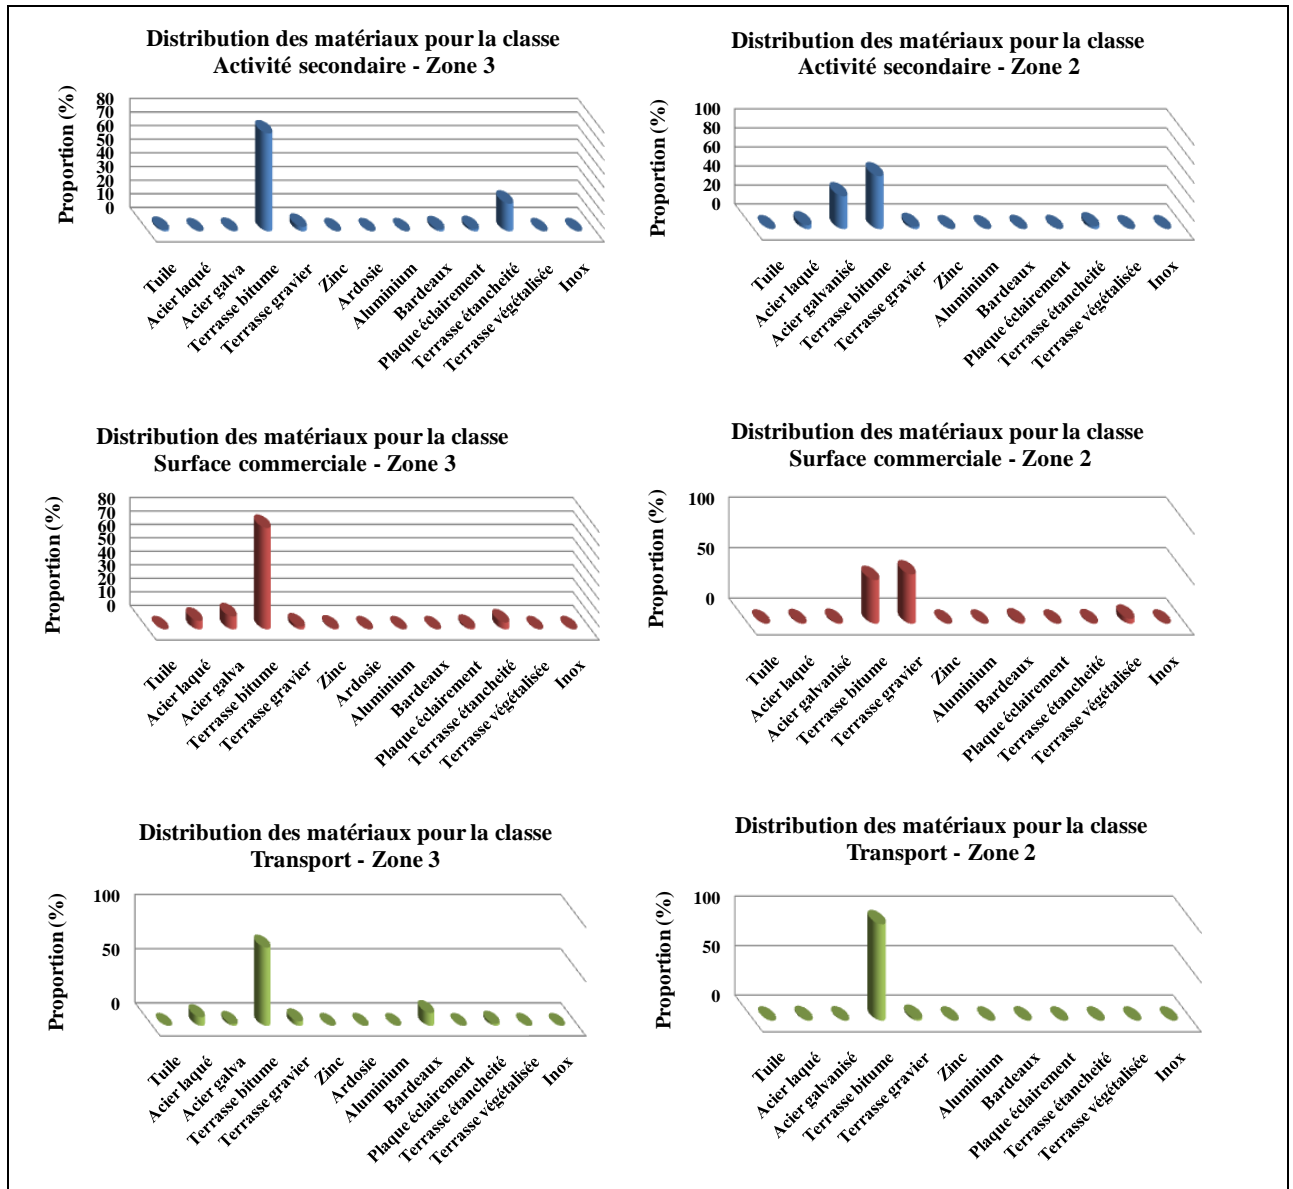 Distribution des matériaux pour la classe
Activité secondaire - Zone 3
Proportion (%)
80
70
60
50
40
30
20
10
0
Tuile
Acier laqué
Acier galva
Terrasse bitume
Terrasse gravier
Zinc
Ardosie
Aluminium
Bardeaux
Plaque éclairement
Terrasse étancheité
Terrasse végétalisée
Inox
Distribution des matériaux pour la classe
Activité secondaire - Zone 2
Proportion (%)
100
80
60
40
20
0
Tuile
Acier laqué
Acier galvanisé
Terrasse bitume
Terrasse gravier
Zinc
Aluminium
Bardeaux
Plaque éclairement
Terrasse étancheité
Terrasse végétalisée
Inox
Distribution des matériaux pour la classe
Surface commerciale - Zone 3
Proportion (%)
80
70
60
50
40
30
20
10
0
Tuile
Acier laqué
Acier galva
Terrasse bitume
Terrasse gravier
Zinc
Ardosie
Aluminium
Bardeaux
Plaque éclairement
Terrasse étancheité
Terrasse végétalisée
Inox
Distribution des matériaux pour la classe
Surface commerciale - Zone 2
Proportion (%)
100
50
0
Tuile
Acier laqué
Acier galvanisé
Terrasse bitume
Terrasse gravier
Zinc
Aluminium
Bardeaux
Plaque éclairement
Terrasse étancheité
Terrasse végétalisée
Inox
Distribution des matériaux pour la classe
Transport - Zone 3
Proportion (%)
100
50
0
Tuile
Acier laqué
Acier galva
Terrasse bitume
Terrasse gravier
Zinc
Ardosie
Aluminium
Bardeaux
Plaque éclairement
Terrasse étancheité
Terrasse végétalisée
Inox
Distribution des matériaux pour la classe
Transport - Zone 2
Proportion (%)
100
50
0
Tuile
Acier laqué
Acier galvanisé
Terrasse bitume
Terrasse gravier
Zinc
Aluminium
Bardeaux
Plaque éclairement
Terrasse étancheité
Terrasse végétalisée
Inox